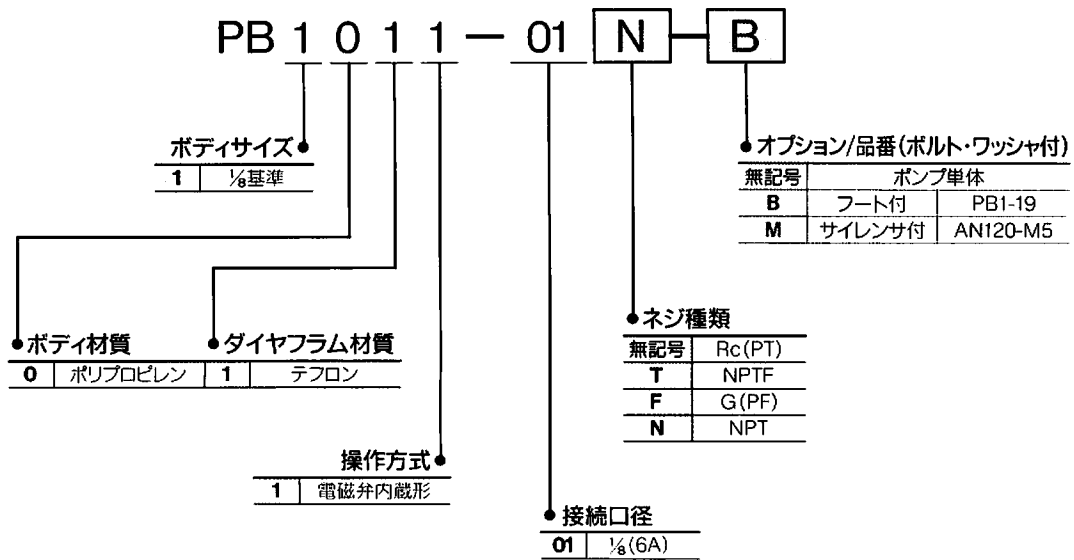 PB 1 0 1 1 — 01 N — B
ボディサイズ
1 ⅛基準
オプション/品番(ボルト・ワッシャ付)
無記号 ポンプ単体
B フート付 PB1-19
M サイレンサ付 AN120-M5
ボディ材質
0 ポリプロピレン
ダイヤフラム材質
1 テフロン
ネジ種類
無記号 Rc(PT)
T NPTF
F G(PF)
N NPT
操作方式
1 電磁弁内蔵形
接続口径
01 ⅛(6A)